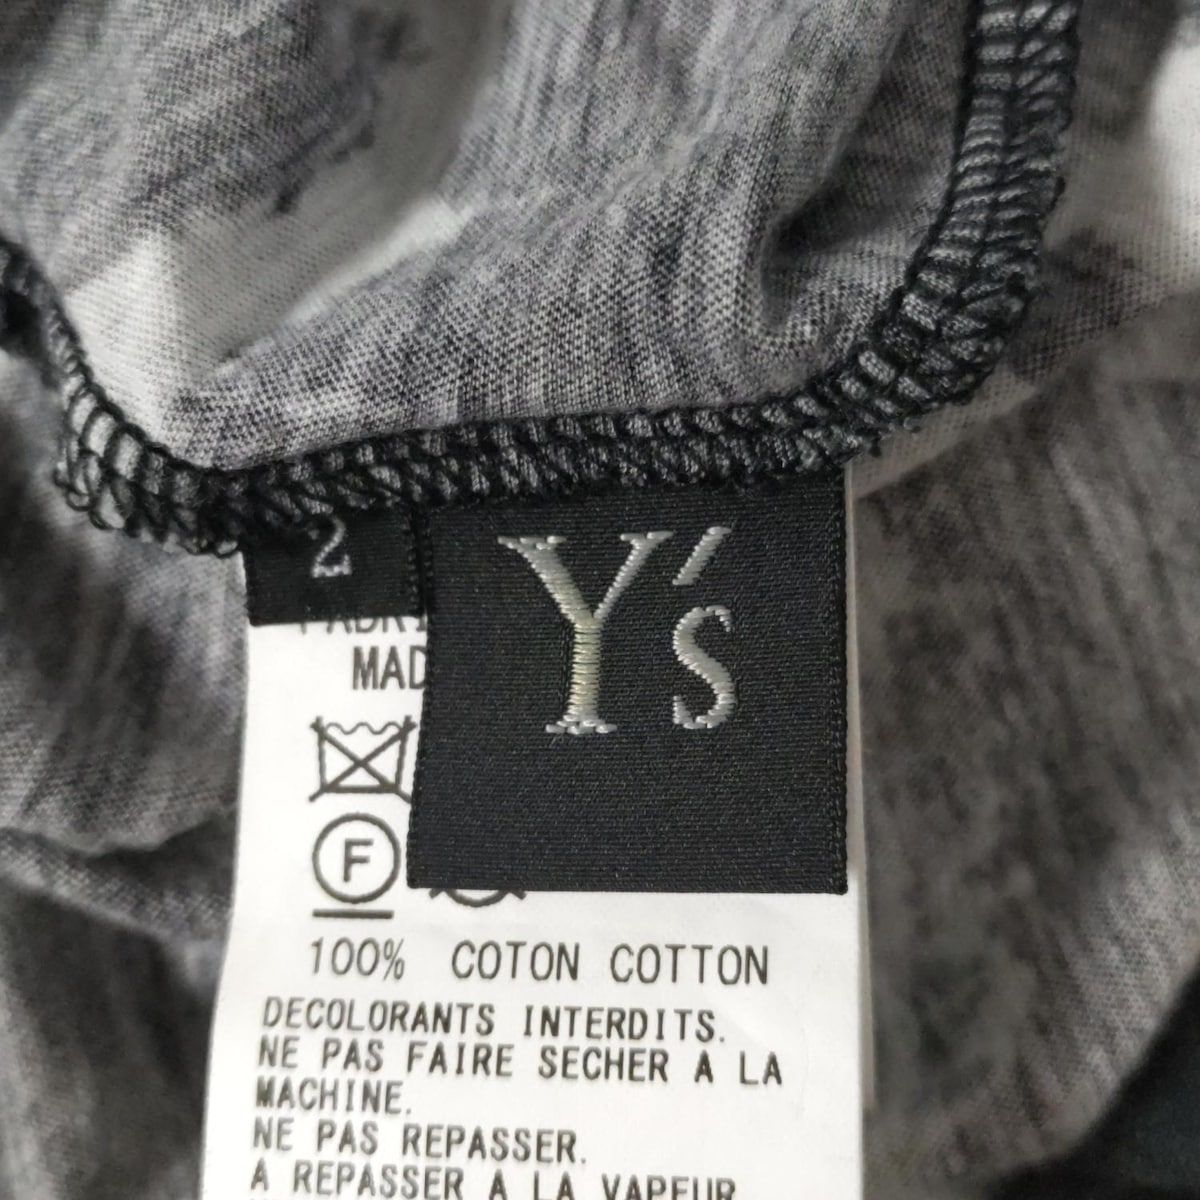 2
Y's
MAD
F
100% COTON COTTON
DECOLORANTS INTERDITS.
NE PAS FAIRE SECHER A LA
MACHINE.
NE PAS REPASSER.
A REPASSER A LA VAPEUR